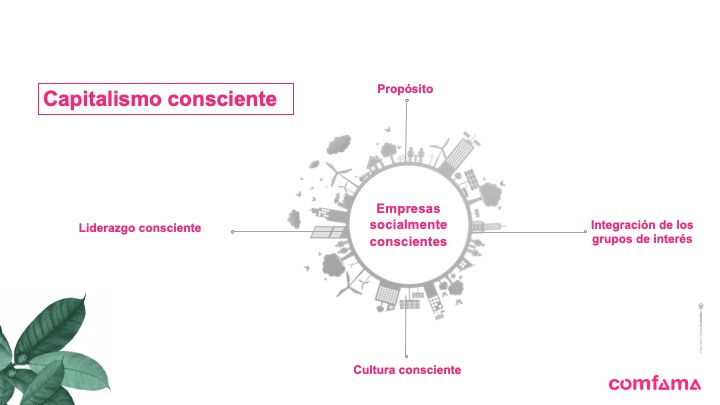 Propósito
Capitalismo consciente
Empresas
socialmente
conscientes
Liderazgo consciente
Integración de los
grupos de interés
Cultura consciente
comfama